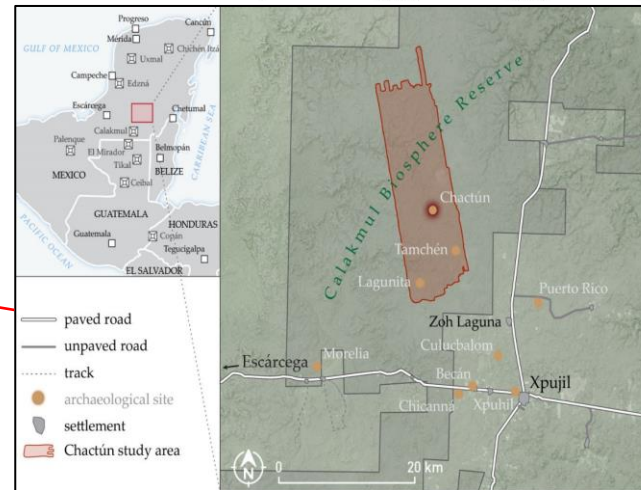 Progreso
Mérida
Cancún
GULF OF MEXICO
Chichén Itzá
Uxmal
Campeche
Edzná
Escárcega
Chetumal
Calakmul
Palenque
El Mirador
Belmopán
Tikal
MEXICO
BELIZE
Ceibal
CARRIBEAN SEA
GUATEMALA
HONDURAS
PACIFIC OCEAN
Guatemala
Copán
Tegucigalpa
EL SALVADOR
paved road
unpaved road
track
archaeological site
settlement
Chactún study area
Calakmul Biosphere Reserve
Chactún
Tamchén
Lagunita
Puerto Rico
Zoh Laguna
Culucbalom
Escárcega
Morelia
Becán
Xpujil
Chicanna
Xpuhil
N
0
20 km